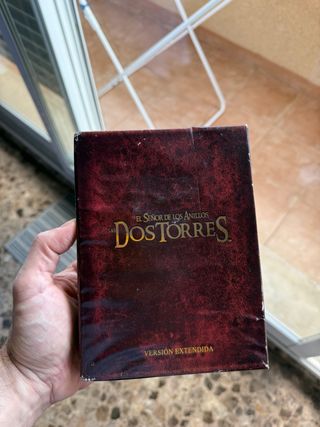 EL SEÑOR DE LOS ANILLOS
LAS DOS TORRES
VERSIÓN EXTENDIDA